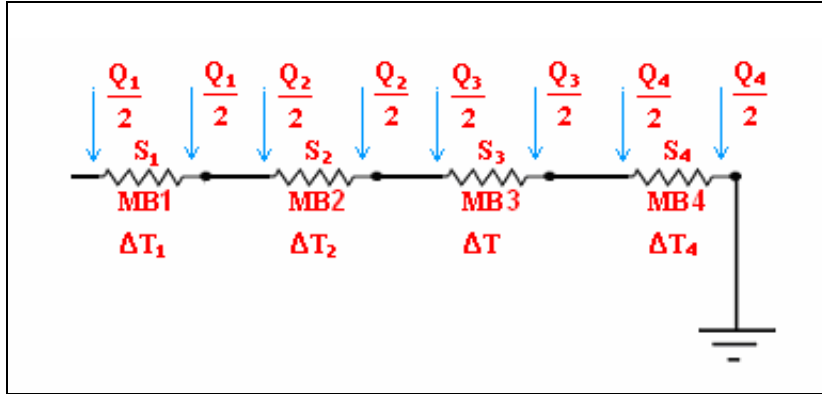 Q₁/2 Q₁/2 Q₂/2 Q₂/2 Q₃/2 Q₃/2 Q₄/2 Q₄/2
S₁ S₂ S₃ S₄
MB1 MB2 MB3 MB4
ΔT₁ ΔT₂ ΔT ΔT₄